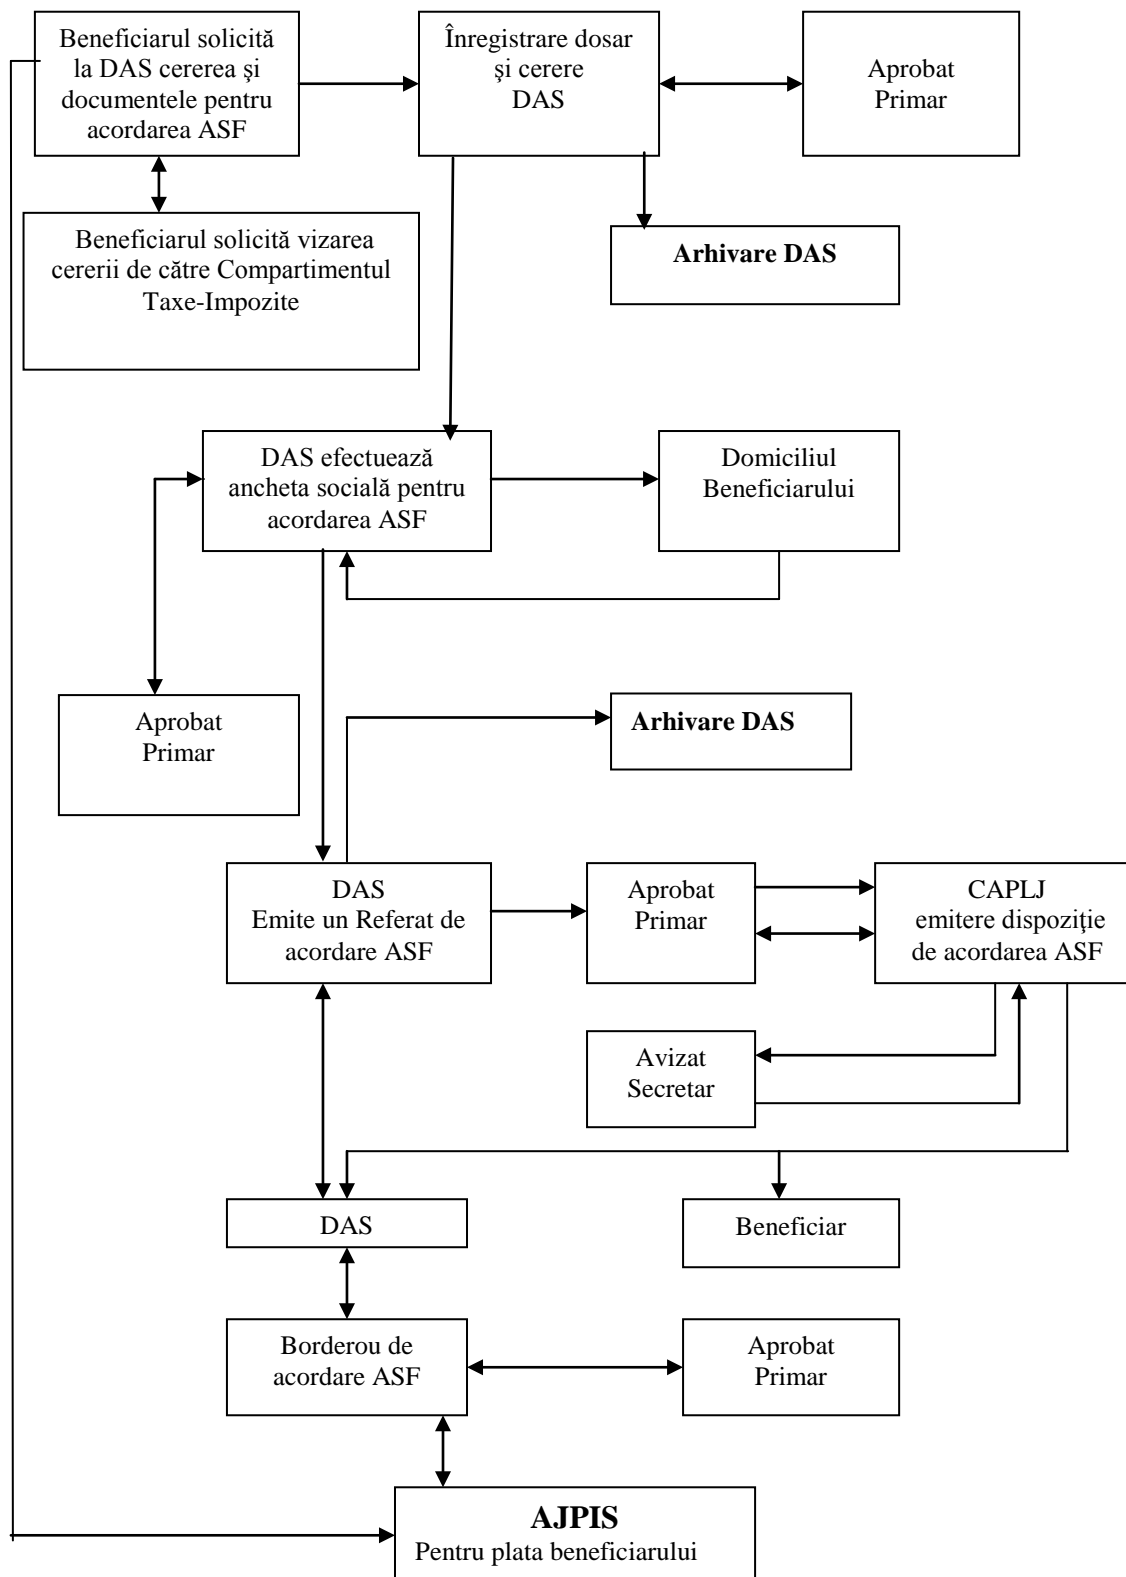 Beneficiarul solicită
la DAS cererea şi
documentele pentru
acordarea ASF
Înregistrare dosar
şi cerere
DAS
Aprobat
Primar
Beneficiarul solicită vizarea
cererii de către Compartimentul
Taxe-Impozite
Arhivare DAS
DAS efectuează
ancheta socială pentru
acordarea ASF
Domiciliul
Beneficiarului
Aprobat
Primar
Arhivare DAS
DAS
Emite un Referat de
acordare ASF
Aprobat
Primar
CAPLJ
emitere dispoziţie
de acordarea ASF
Avizat
Secretar
DAS
Beneficiar
Borderou de
acordare ASF
Aprobat
Primar
AJPIS
Pentru plata beneficiarului